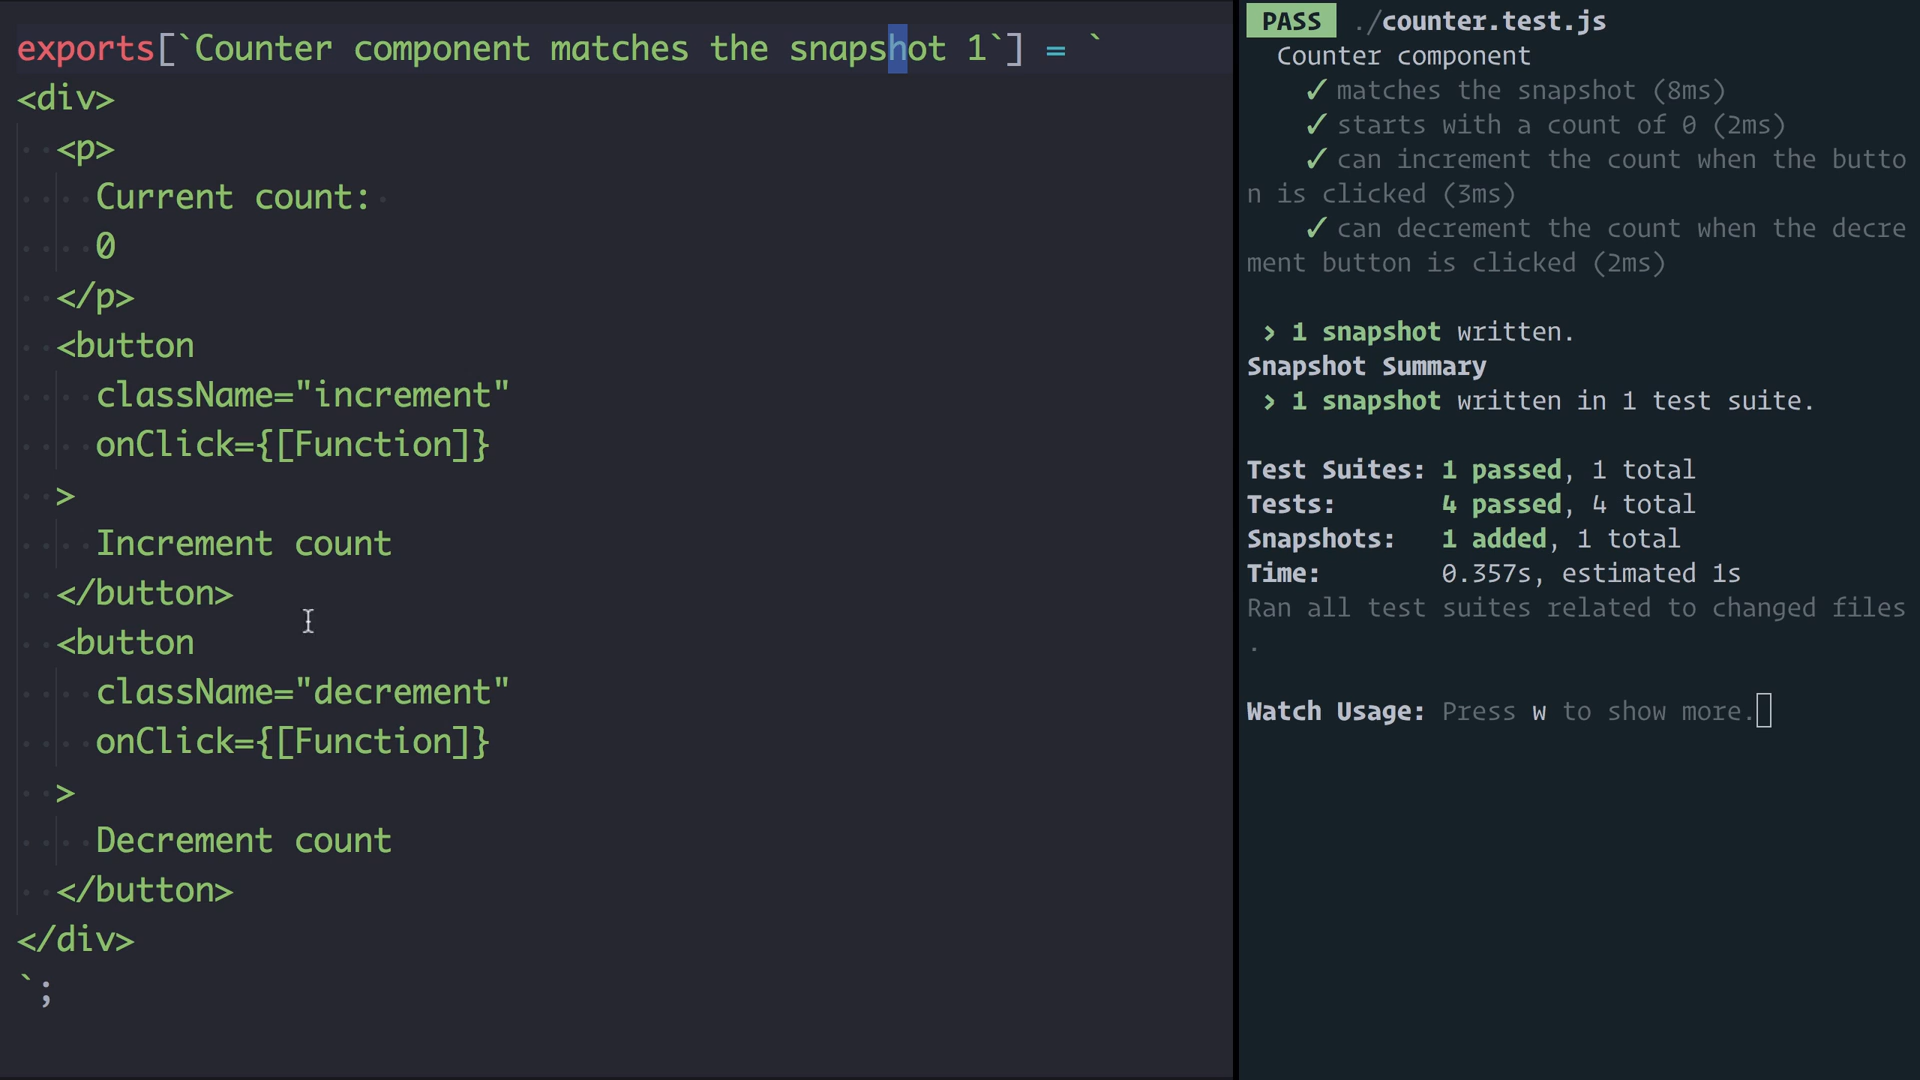 exports[`Counter component matches the snapshot 1`] = `
<div>
  <p>
    Current count: 
    0
  </p>
  <button
    className="increment"
    onClick={[Function]}
  >
    Increment count
  </button>
  <button
    className="decrement"
    onClick={[Function]}
  >
    Decrement count
  </button>
</div>
`;
PASS ./counter.test.js
  Counter component
    ✓ matches the snapshot (8ms)
    ✓ starts with a count of 0 (2ms)
    ✓ can increment the count when the butto
n is clicked (3ms)
    ✓ can decrement the count when the decre
ment button is clicked (2ms)
 › 1 snapshot written.
Snapshot Summary
 › 1 snapshot written in 1 test suite.
Test Suites: 1 passed, 1 total
Tests:       4 passed, 4 total
Snapshots:   1 added, 1 total
Time:        0.357s, estimated 1s
Ran all test suites related to changed files
.
Watch Usage: Press w to show more.